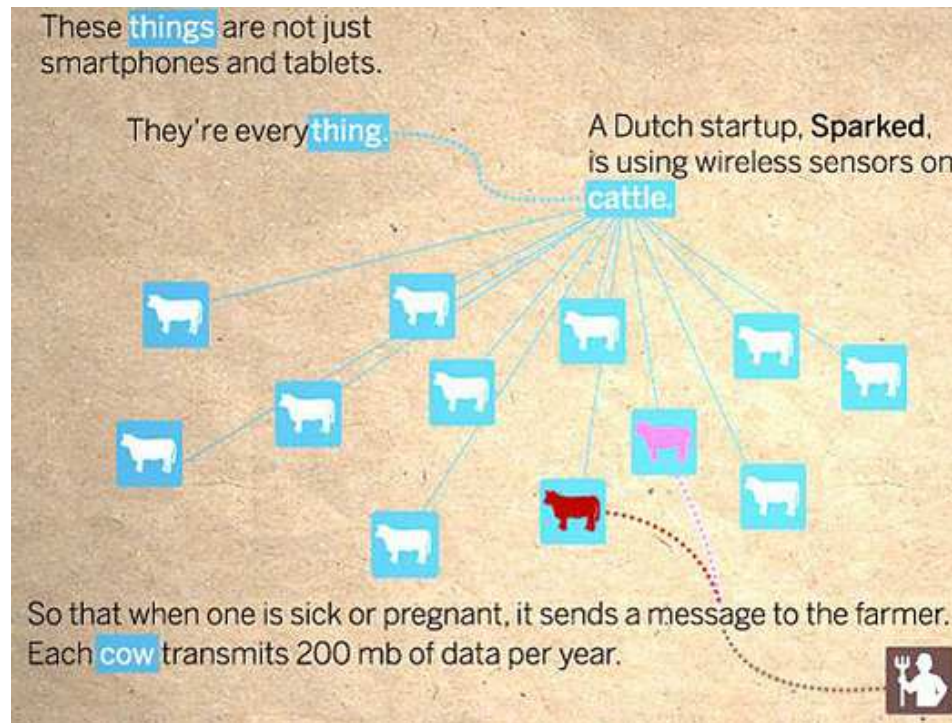 These things are not just
smartphones and tablets.
They're everything.
A Dutch startup, Sparked,
is using wireless sensors on
cattle.
So that when one is sick or pregnant, it sends a message to the farmer.
Each cow transmits 200 mb of data per year.